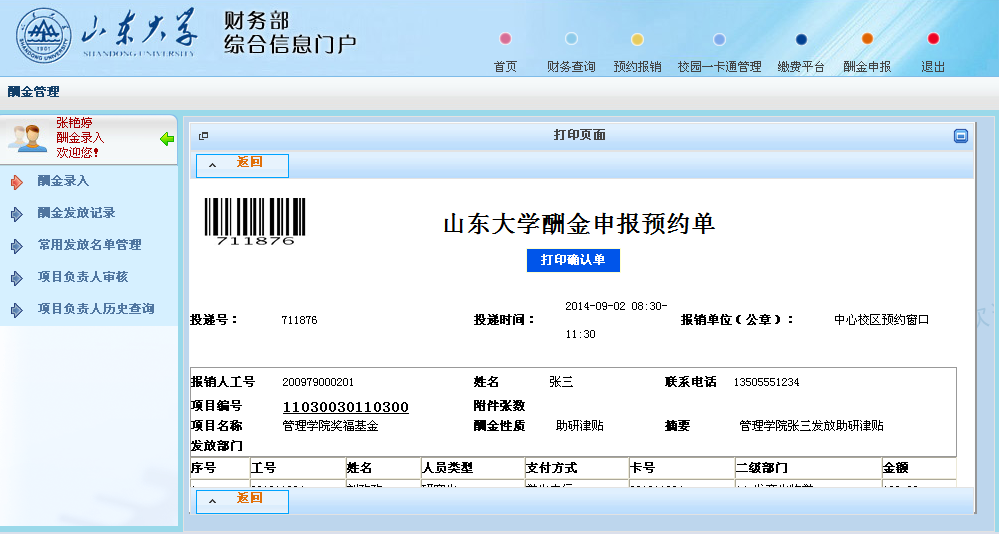 山东大学
SHANDONG UNIVERSITY
财务部
综合信息门户
首页 财务查询 预约报销 校园一卡通管理 缴费平台 酬金申报 退出
酬金管理
张艳婷
酬金录入
欢迎您!
酬金录入
酬金发放记录
常用发放名单管理
项目负责人审核
项目负责人历史查询
打印页面
返回
711876
山东大学酬金申报预约单
打印确认单
投递号： 711876 投递时间： 2014-09-02 08:30-11:30 报销单位（公章）： 中心校区预约窗口
报销人工号 200979000201 姓名 张三 联系电话 13505551234
项目编号 11030030110300 附件张数
项目名称 管理学院奖福基金 酬金性质 助研津贴 摘要 管理学院张三发放助研津贴
发放部门
序号 工号 姓名 人员类型 支付方式 卡号 二级部门 金额
返回